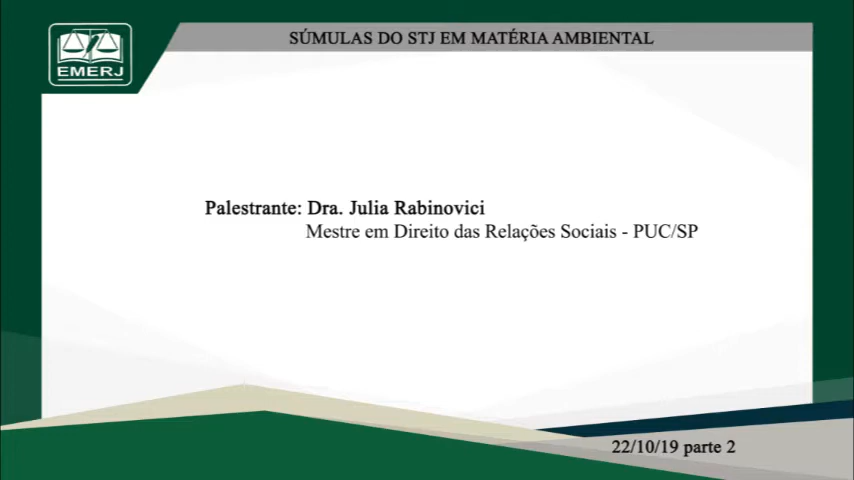 SÚMULAS DO STJ EM MATÉRIA AMBIENTAL
EMERJ
Palestrante: Dra. Julia Rabinovici
Mestre em Direito das Relações Sociais - PUC/SP
22/10/19 parte 2